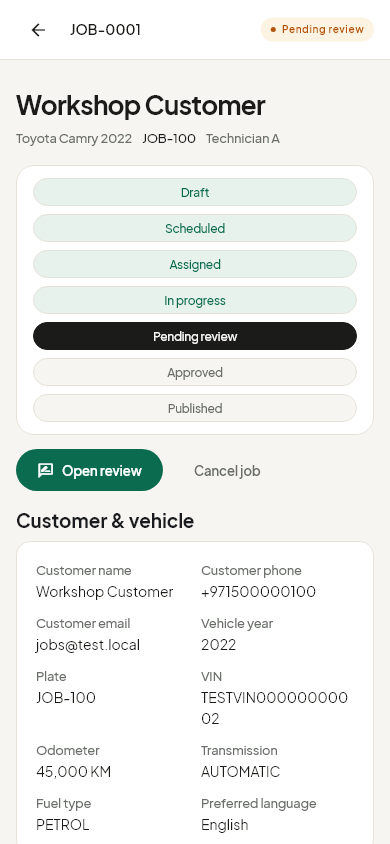 JOB-0001
Pending review
Workshop Customer
Toyota Camry 2022 JOB-100 Technician A
Draft
Scheduled
Assigned
In progress
Pending review
Approved
Published
Open review
Cancel job
Customer & vehicle
Customer name
Customer phone
Workshop Customer
+971500000100
Customer email
Vehicle year
jobs@test.local
2022
Plate
VIN
JOB-100
TESTVIN000000000
02
Odometer
Transmission
45,000 KM
AUTOMATIC
Fuel type
Preferred language
PETROL
English